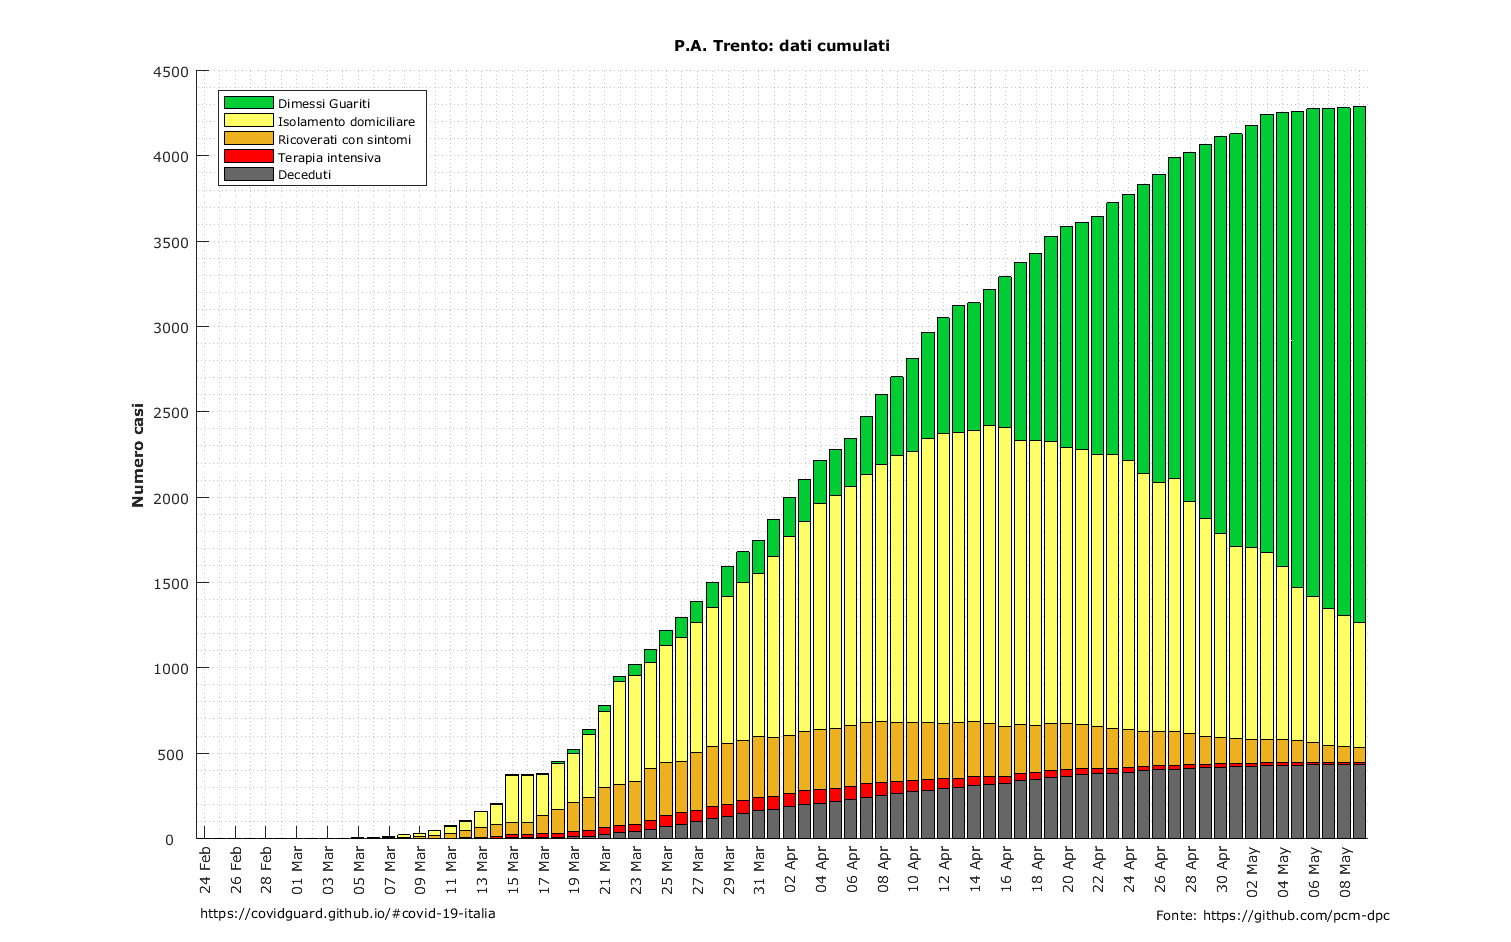 P.A. Trento: dati cumulati
4500
4000
3500
3000
2500
2000
1500
1000
500
0
Numero casi
Dimessi Guariti
Isolamento domiciliare
Ricoverati con sintomi
Terapia intensiva
Deceduti
24 Feb
26 Feb
28 Feb
01 Mar
03 Mar
05 Mar
07 Mar
09 Mar
11 Mar
13 Mar
15 Mar
17 Mar
19 Mar
21 Mar
23 Mar
25 Mar
27 Mar
29 Mar
31 Mar
02 Apr
04 Apr
06 Apr
08 Apr
10 Apr
12 Apr
14 Apr
16 Apr
18 Apr
20 Apr
22 Apr
24 Apr
26 Apr
28 Apr
30 Apr
02 May
04 May
06 May
08 May
https://covidguard.github.io/#covid-19-italia
Fonte: https://github.com/pcm-dpc